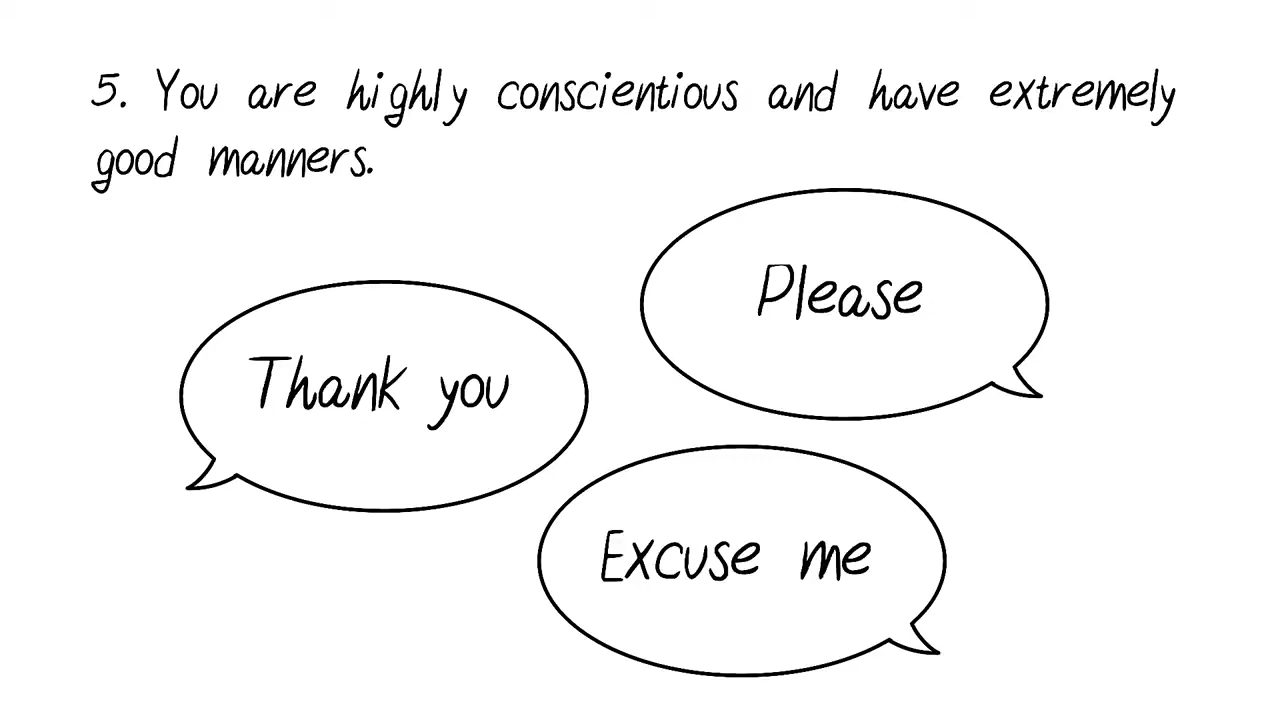 5. You are highly conscientious and have extremely
good manners.
Please
Thank you
Excuse me